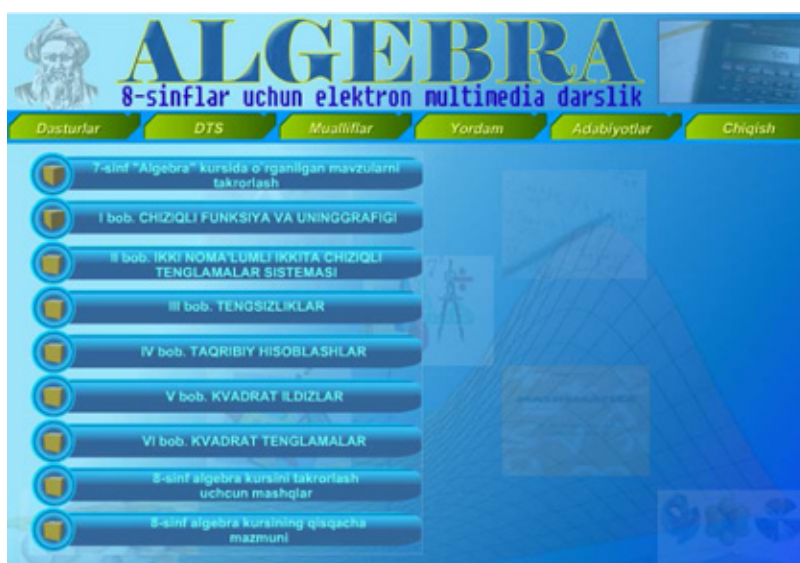 ALGEBRA
8-sinflar uchun elektron multimedia darslik
Dasturlar
DTS
Mualliflar
Yordam
Adabiyotlar
Chiqish
7-sinf "Algebra" kursida o`rganilgan mavzularni
takrorlash
I bob. CHIZIQLI FUNKSIYA VA UNINGGRAFIGI
II bob. IKKI NOMA'LUMLI IKKITA CHIZIQLI
TENGLAMALAR SISTEMASI
III bob. TENGSIZLIKLAR
IV bob. TAQRIBIY HISOBLASHLAR
V bob. KVADRAT ILDIZLAR
VI bob. KVADRAT TENGLAMALAR
8-sinf algebra kursini takrorlash
uchcun mashqlar
8-sinf algebra kursining qisqacha
mazmuni